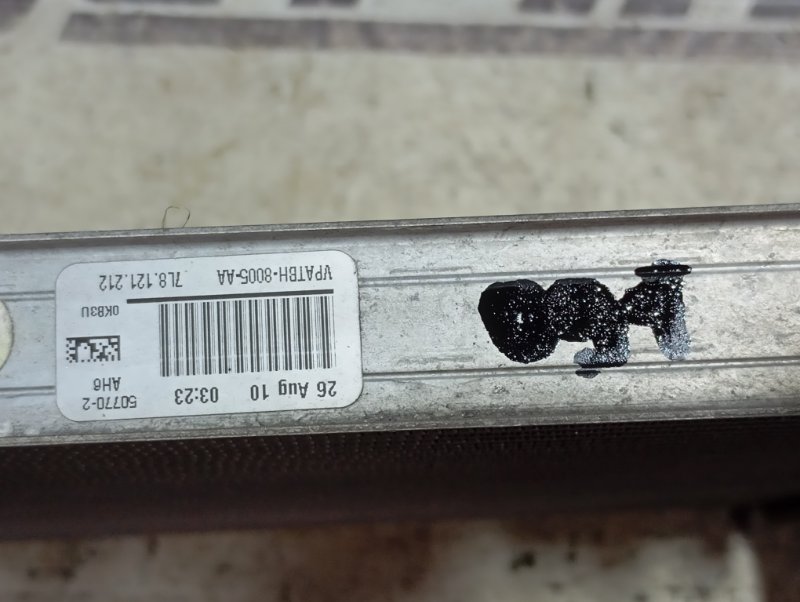 26 Aug 10 03:23
50770-2
AH6
0KB3U
VPATBH-8005-AA 7L8.121.212